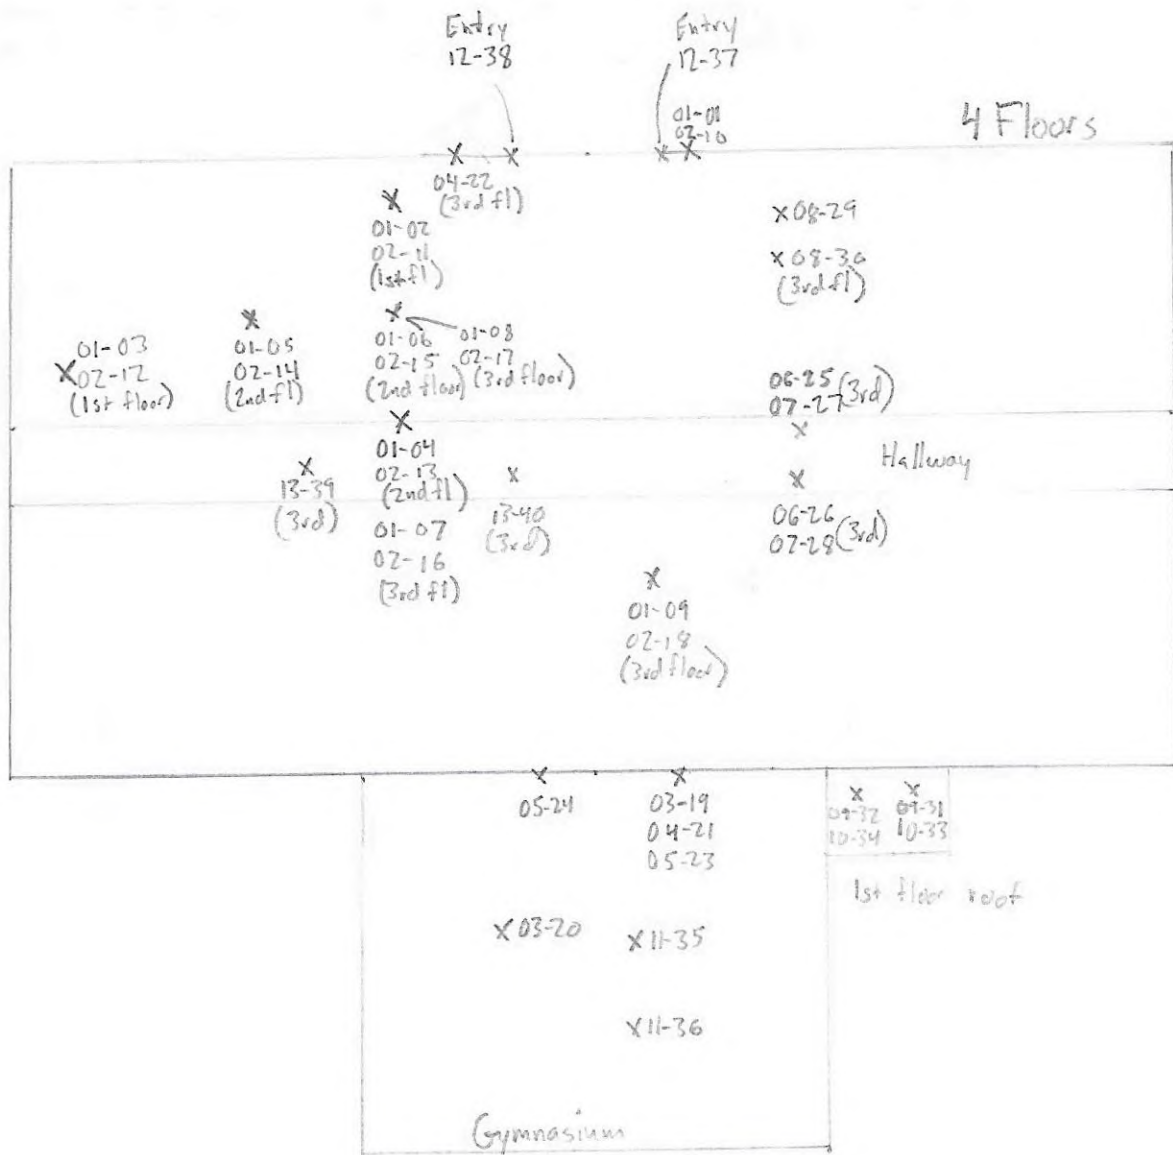 Entry
12-38
Entry
12-37
01-01
02-10
4 Floors
04-22
(3rd fl)
01-02
02-11
(1st fl)
08-29
08-30
(3rd fl)
01-03
02-12
(1st floor)
01-05
02-14
(2nd fl)
01-06
02-15
(2nd floor)
01-08
02-17
(3rd floor)
06-25 (3rd)
07-27
Hallway
13-39
(3rd)
01-04
02-13
(2nd fl)
01-07
02-16
(3rd fl)
13-40
(3rd)
06-26 (3rd)
07-28
01-09
02-18
(3rd floor)
05-24
03-19
04-21
05-23
09-32
10-34
09-31
10-33
1st floor roof
03-20
11-35
11-36
Gymnasium